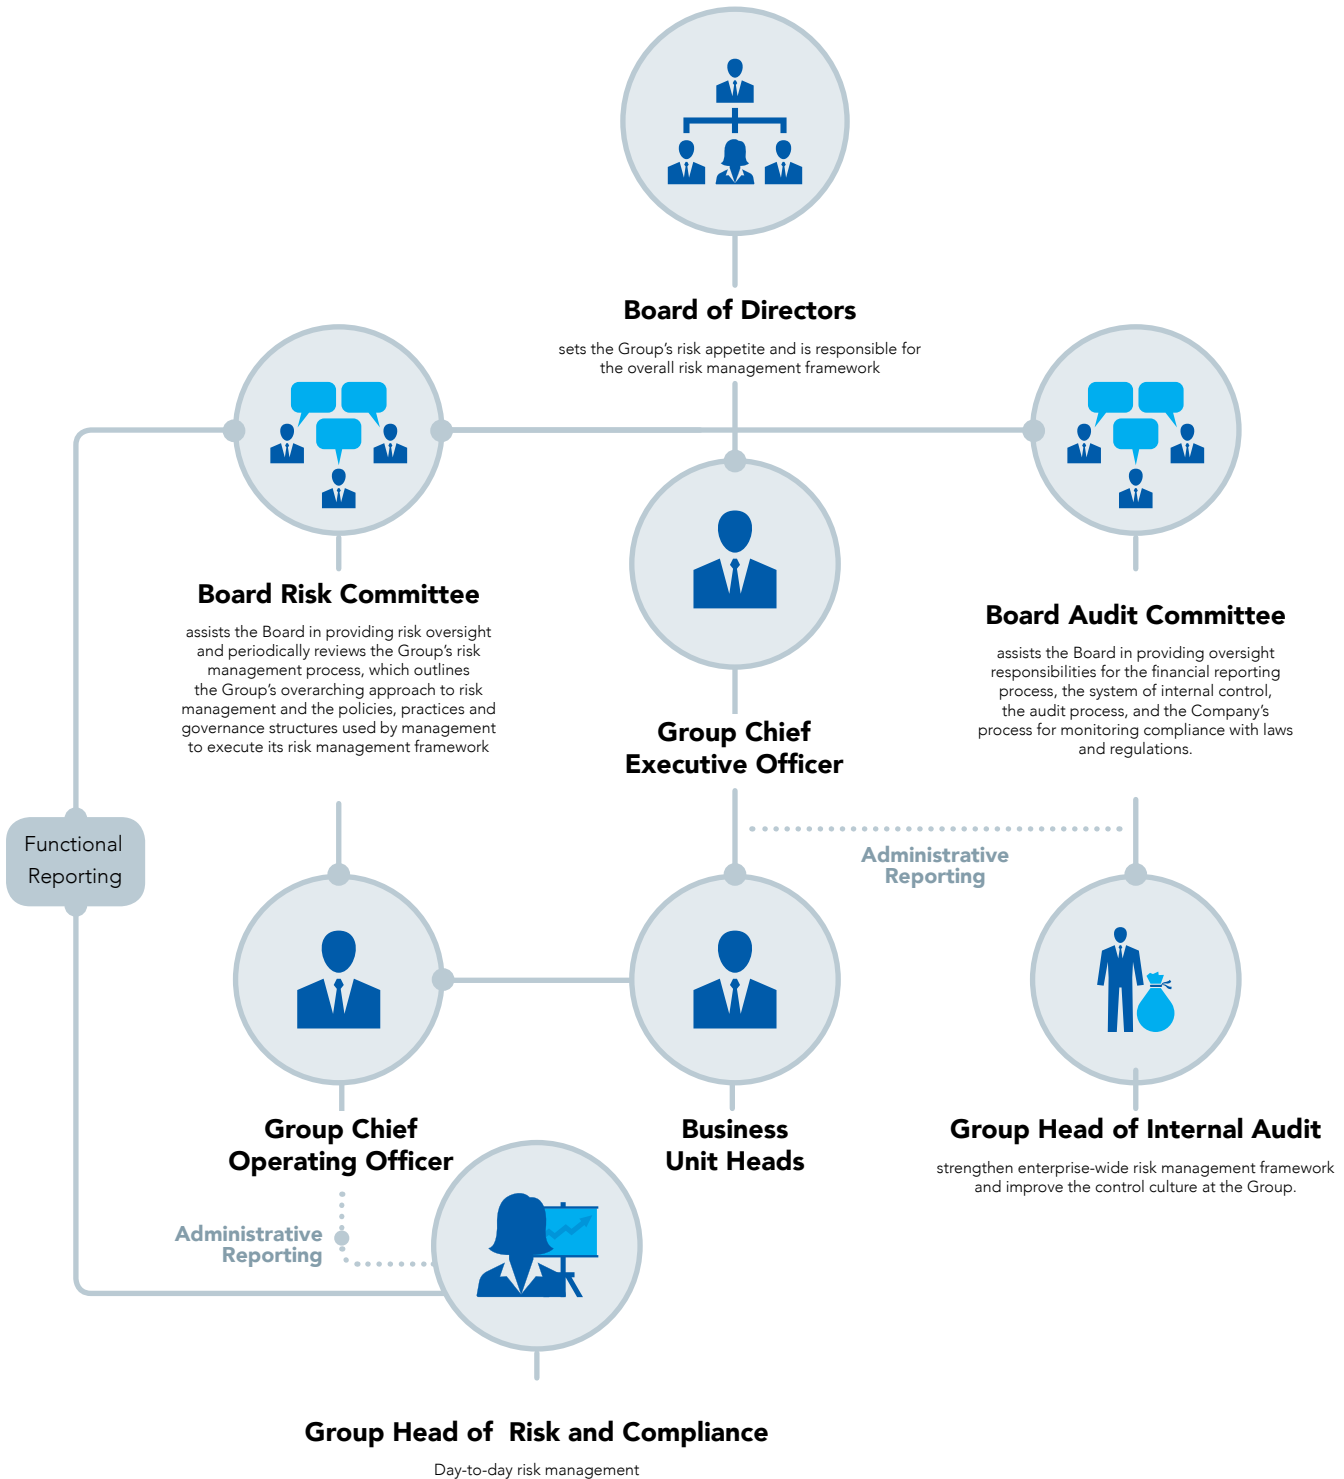 Board of Directors
sets the Group’s risk appetite and is responsible for
the overall risk management framework
Board Risk Committee
assists the Board in providing risk oversight
and periodically reviews the Group’s risk
management process, which outlines
the Group’s overarching approach to risk
management and the policies, practices and
governance structures used by management
to execute its risk management framework
Group Chief
Executive Officer
Board Audit Committee
assists the Board in providing oversight
responsibilities for the financial reporting
process, the system of internal control,
the audit process, and the Company’s
process for monitoring compliance with laws
and regulations.
Functional
Reporting
Administrative
Reporting
Group Chief
Operating Officer
Business
Unit Heads
Group Head of Internal Audit
strengthen enterprise-wide risk management framework
and improve the control culture at the Group.
Administrative
Reporting
Group Head of Risk and Compliance
Day-to-day risk management